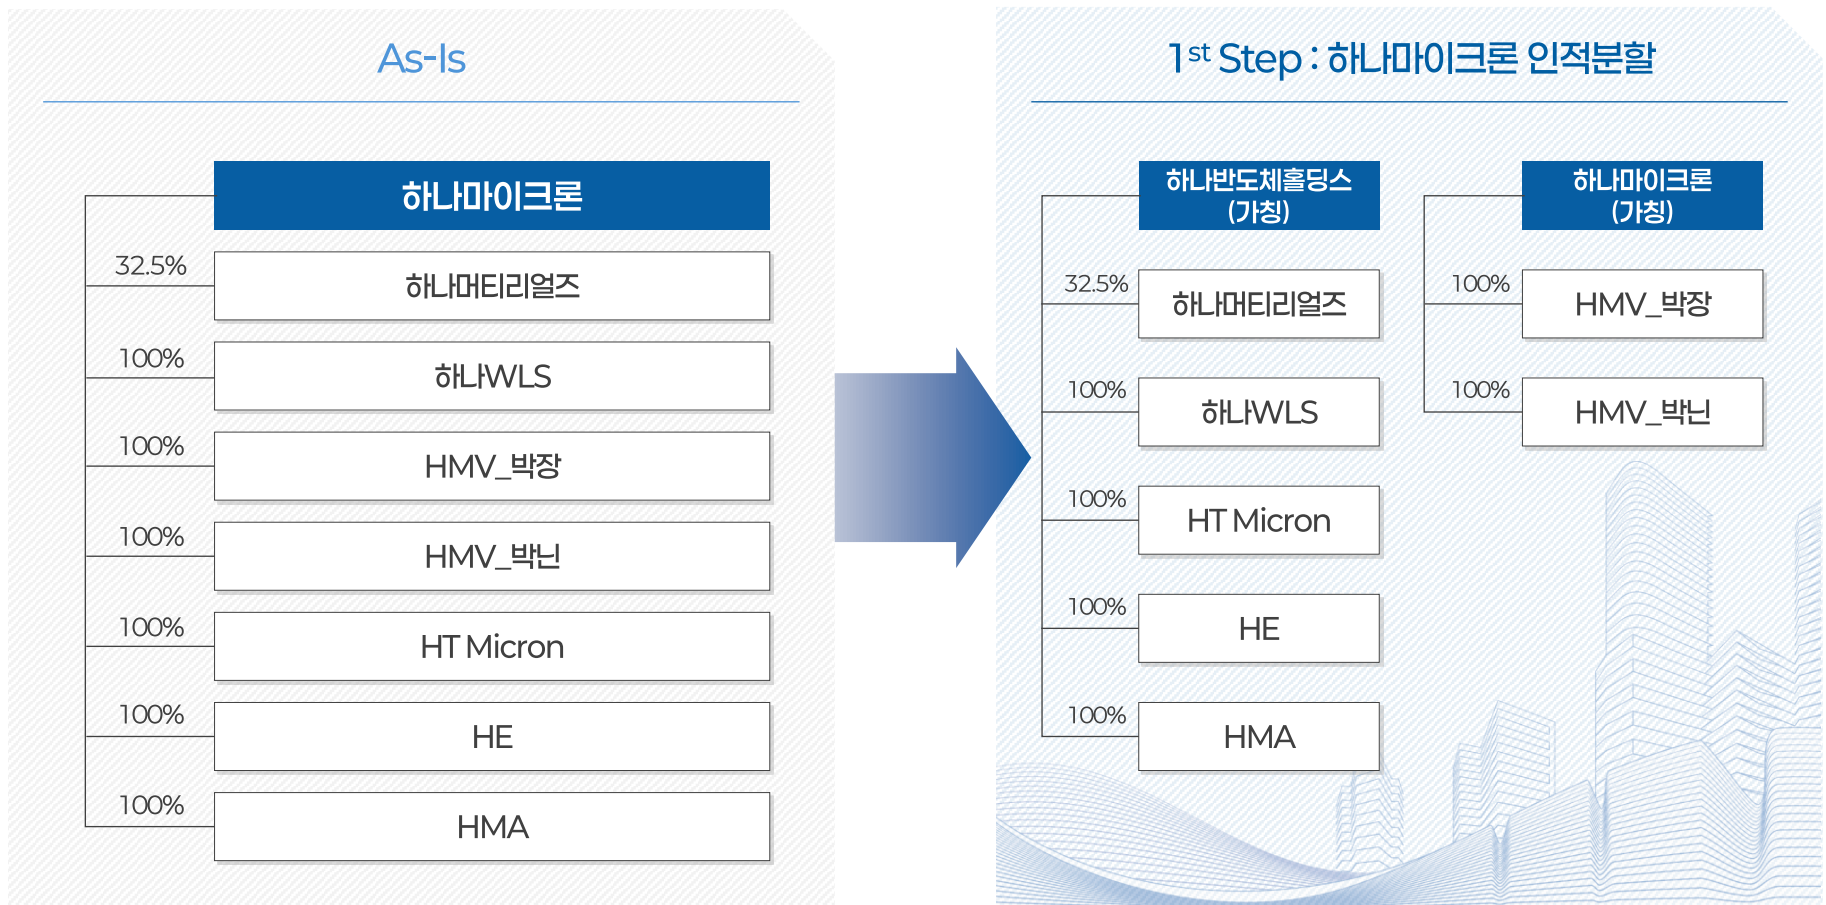 As-Is
하나마이크론
32.5%
하나머티리얼즈
100%
하나WLS
100%
HMV_박장
100%
HMV_박닌
100%
HT Micron
100%
HE
100%
HMA
1st Step : 하나마이크론 인적분할
하나반도체홀딩스
(가칭)
32.5%
하나머티리얼즈
100%
하나WLS
100%
HT Micron
100%
HE
100%
HMA
하나마이크론
(가칭)
100%
HMV_박장
100%
HMV_박닌